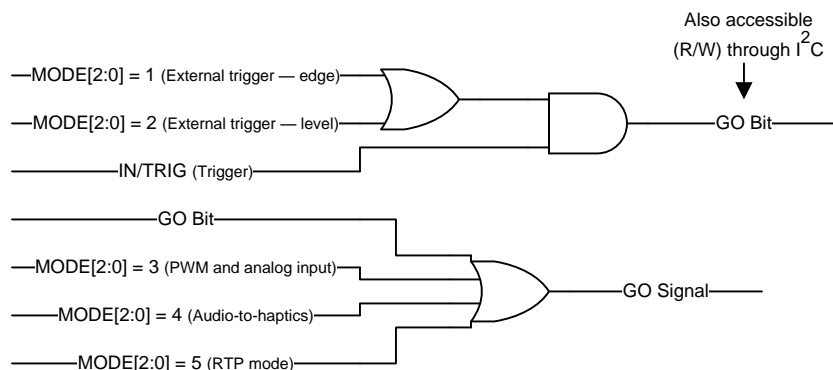 Also accessible
(R/W) through I²C
MODE[2:0] = 1 (External trigger — edge)
MODE[2:0] = 2 (External trigger — level)
GO Bit
IN/TRIG (Trigger)
GO Bit
MODE[2:0] = 3 (PWM and analog input)
GO Signal
MODE[2:0] = 4 (Audio-to-haptics)
MODE[2:0] = 5 (RTP mode)